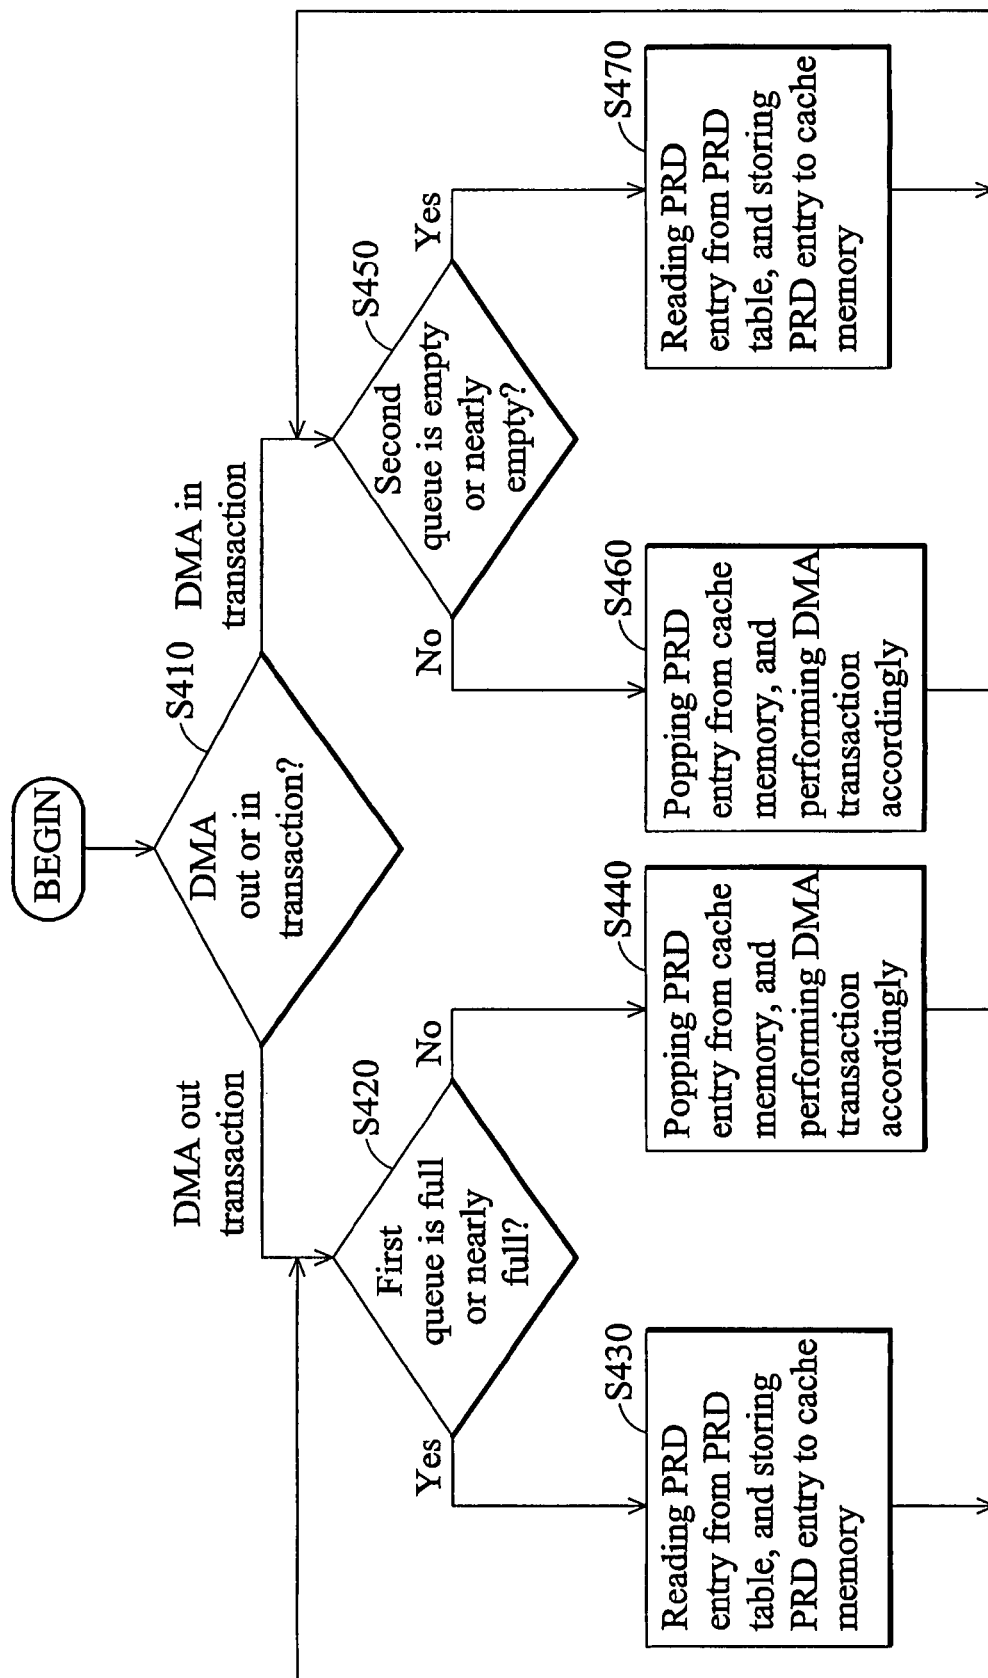 BEGIN
S410
DMA
out or in
transaction?
DMA out
transaction
DMA in
transaction
S420
First
queue is full
or nearly
full?
Yes
No
S450
Second
queue is empty
or nearly
empty?
No
Yes
S430
Reading PRD
entry from PRD
table, and storing
PRD entry to cache
memory
S440
Popping PRD
entry from cache
memory, and
performing DMA
transaction
accordingly
S460
Popping PRD
entry from cache
memory, and
performing DMA
transaction
accordingly
S470
Reading PRD
entry from PRD
table, and storing
PRD entry to cache
memory